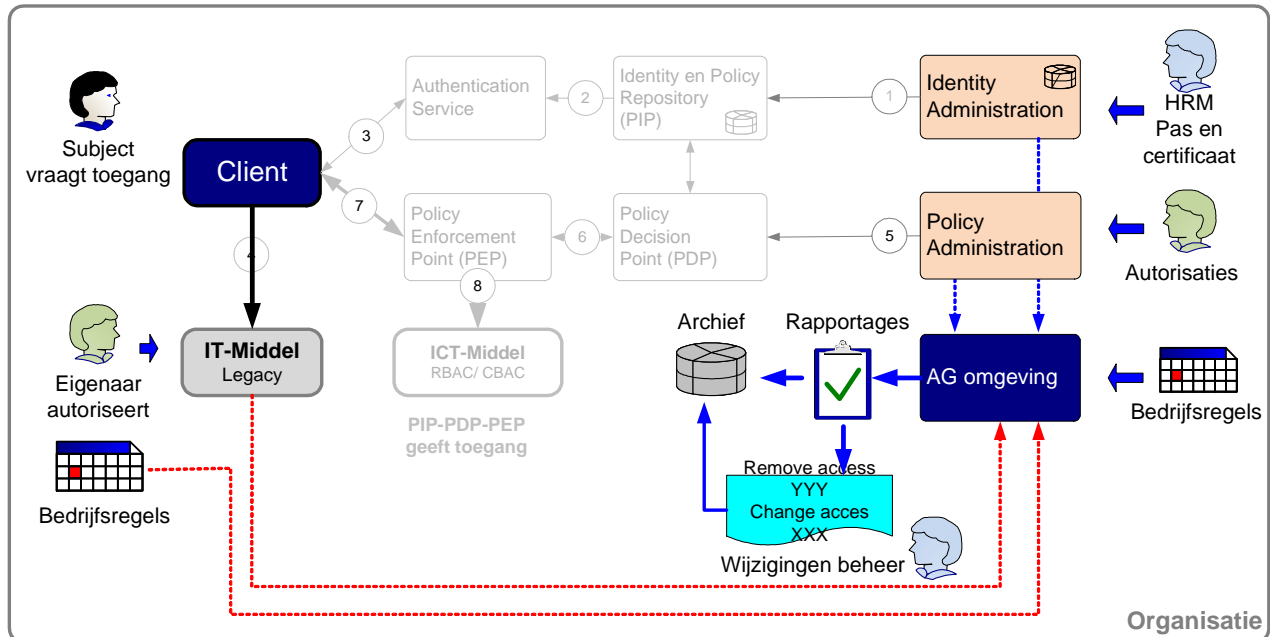 Subject
vraagt toegang
Client
Authentication
Service
2
Identity en Policy
Repository
(PIP)
1
Identity
Administration
HRM
Pas en
certificaat
3
7
Policy
Enforcement
Point (PEP)
6
Policy
Decision
Point (PDP)
5
Policy
Administration
Autorisaties
4
8
Eigenaar
autoriseert
IT-Middel
Legacy
ICT-Middel
RBAC/ CBAC
PIP-PDP-PEP
geeft toegang
Archief
Rapportages
AG omgeving
Bedrijfsregels
Bedrijfsregels
Remove access
YYY
Change acces
XXX
Wijzigingen beheer
Organisatie